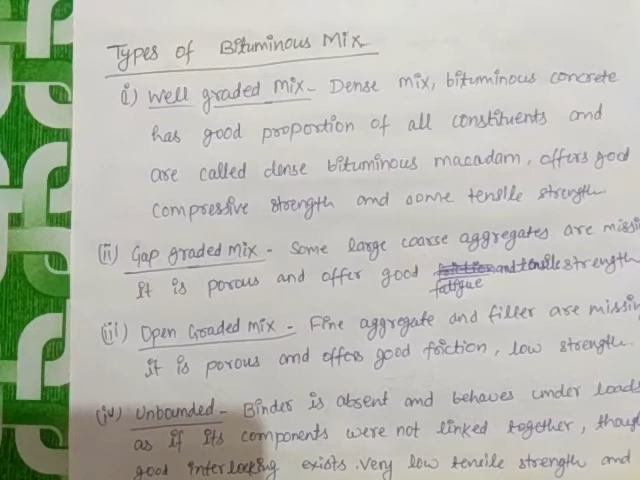 Types of Bituminous Mix
i) Well graded mix - Dense mix, bituminous concrete
has good proportion of all constituents and
are called dense bituminous macadam, offers good
compressive strength and some tensile strength
(ii) Gap graded mix - Some large coarse aggregates are missi
It is porous and offer good friction and tensile strength
fatigue
(iii) Open Graded mix - Fine aggregate and filler are missin
it is porous and offers good friction, low strength.
(iv) Unbounded - Binder is absent and behaves under loads
as if its components were not linked together, thoug
good interlocking exists. Very low tensile strength and